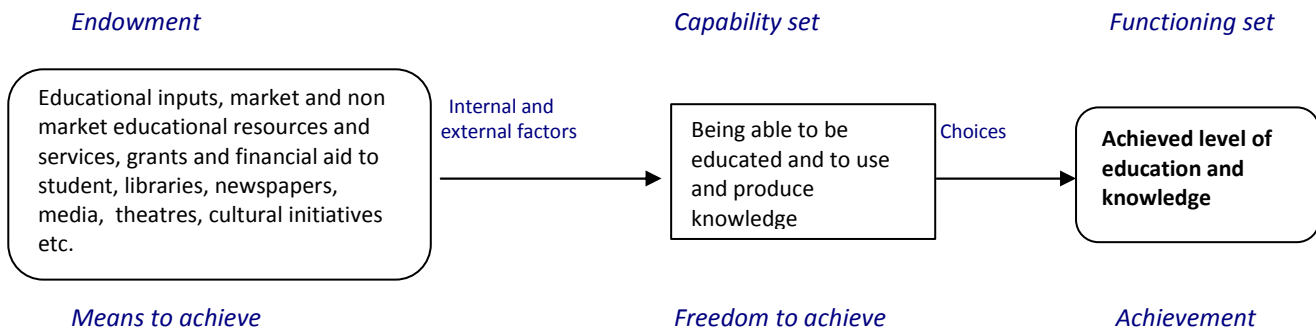 Endowment
Capability set
Functioning set
Educational inputs, market and non
market educational resources and
services, grants and financial aid to
student, libraries, newspapers,
media, theatres, cultural initiatives
etc.
Internal and
external factors
Being able to be
educated and to use
and produce
knowledge
Choices
Achieved level of
education and
knowledge
Means to achieve
Freedom to achieve
Achievement